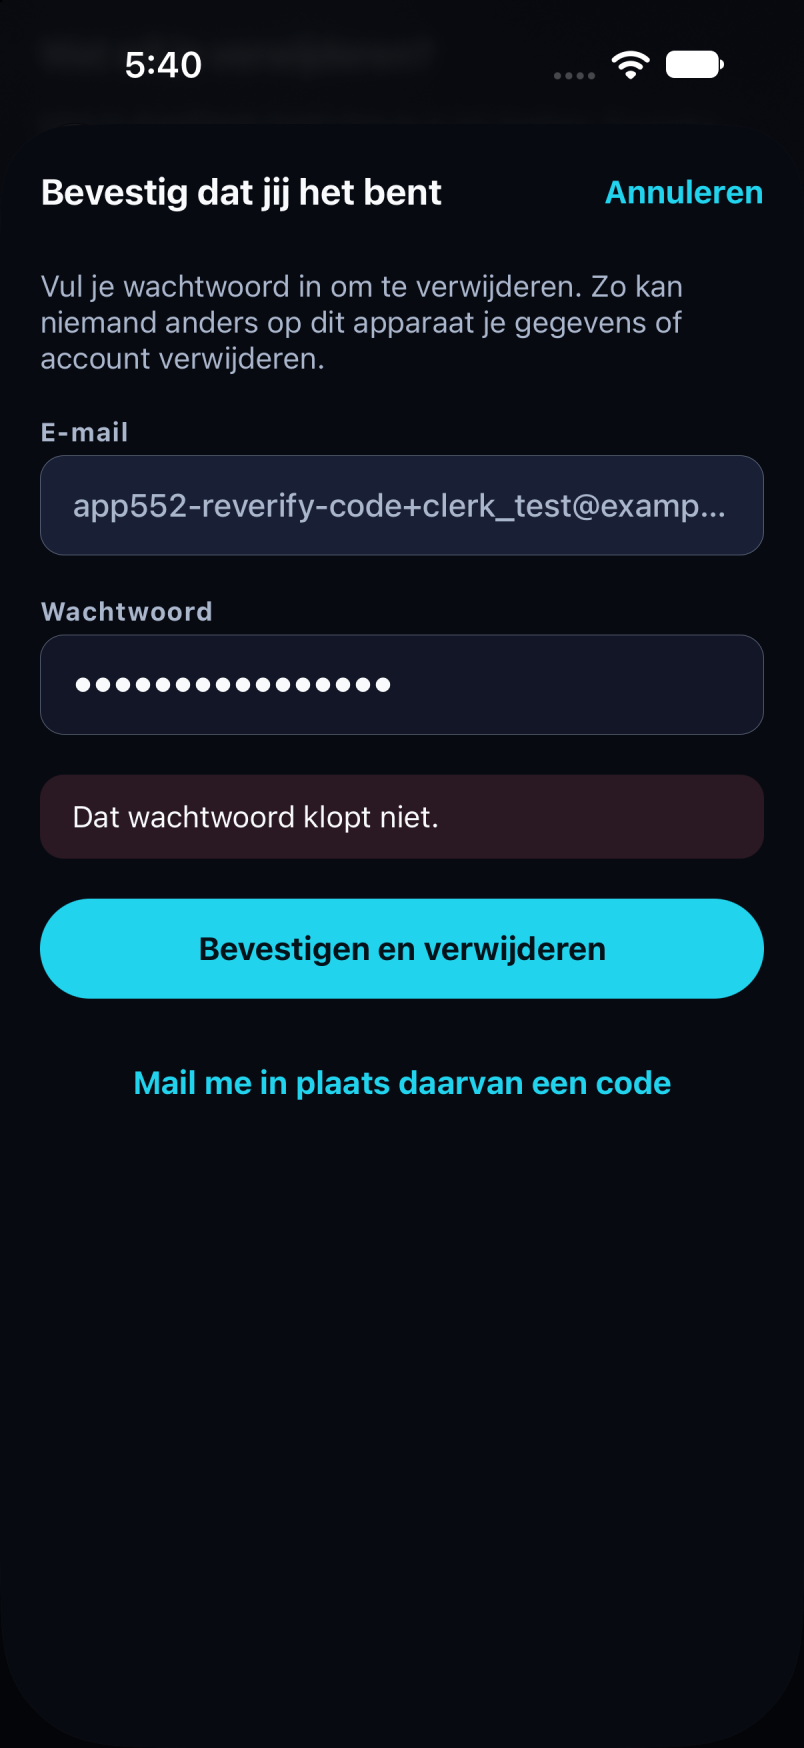 5:40
Bevestig dat jij het bent
Annuleren
Vul je wachtwoord in om te verwijderen. Zo kan
niemand anders op dit apparaat je gegevens of
account verwijderen.
E-mail
app552-reverify-code+clerk_test@examp...
Wachtwoord
••••••••••••••••
Dat wachtwoord klopt niet.
Bevestigen en verwijderen
Mail me in plaats daarvan een code